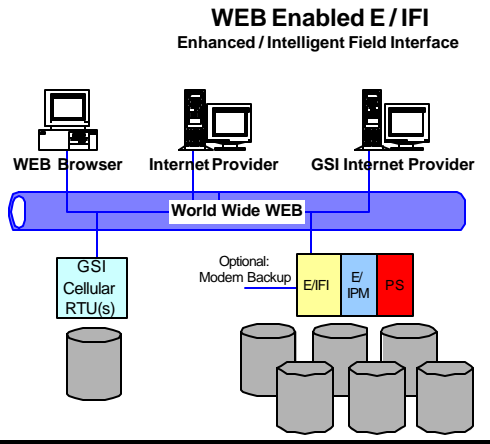 WEB Enabled E / IFI
Enhanced / Intelligent Field Interface
WEB Browser
Internet Provider
GSI Internet Provider
World Wide WEB
GSI
Cellular
RTU(s)
Optional:
Modem Backup
E/IFI
E/
IPM
PS